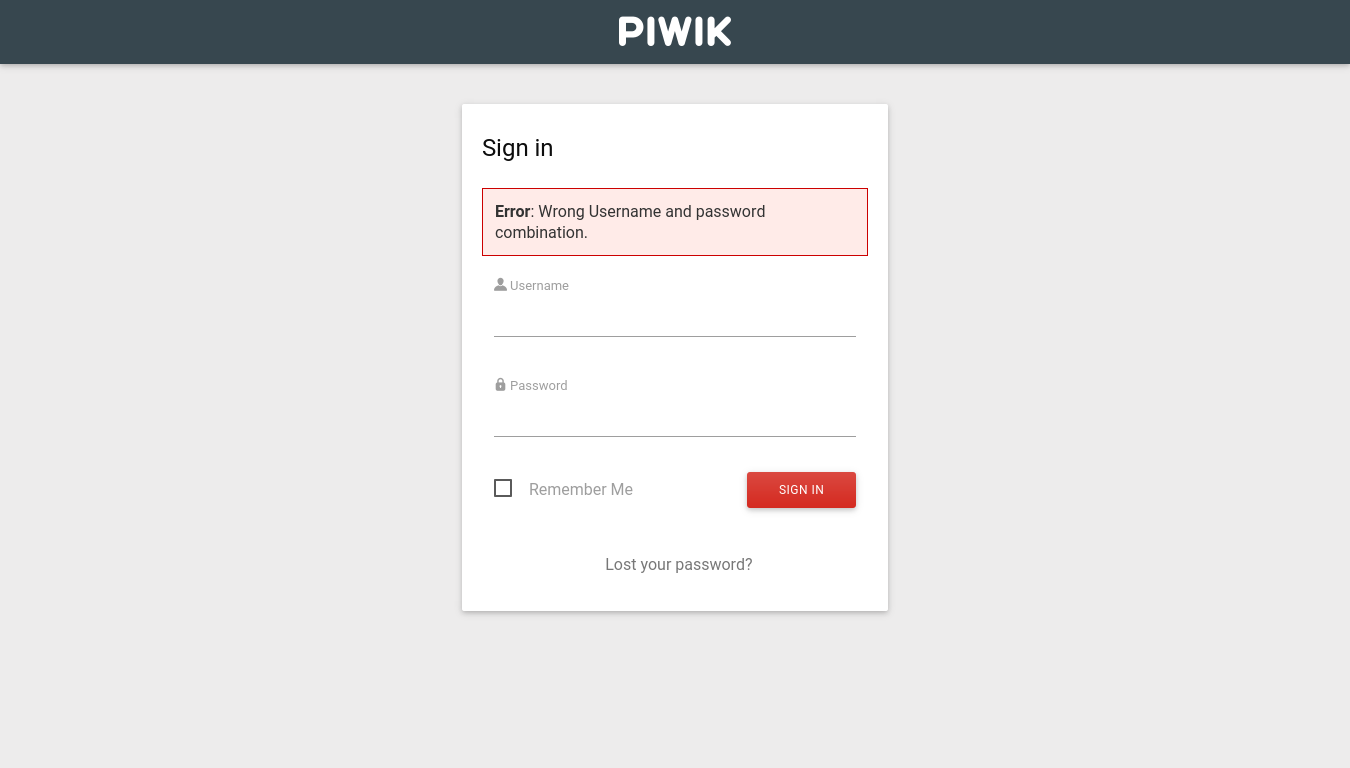 PIWIK
Sign in
Error: Wrong Username and password
combination.
Username
Password
Remember Me
SIGN IN
Lost your password?